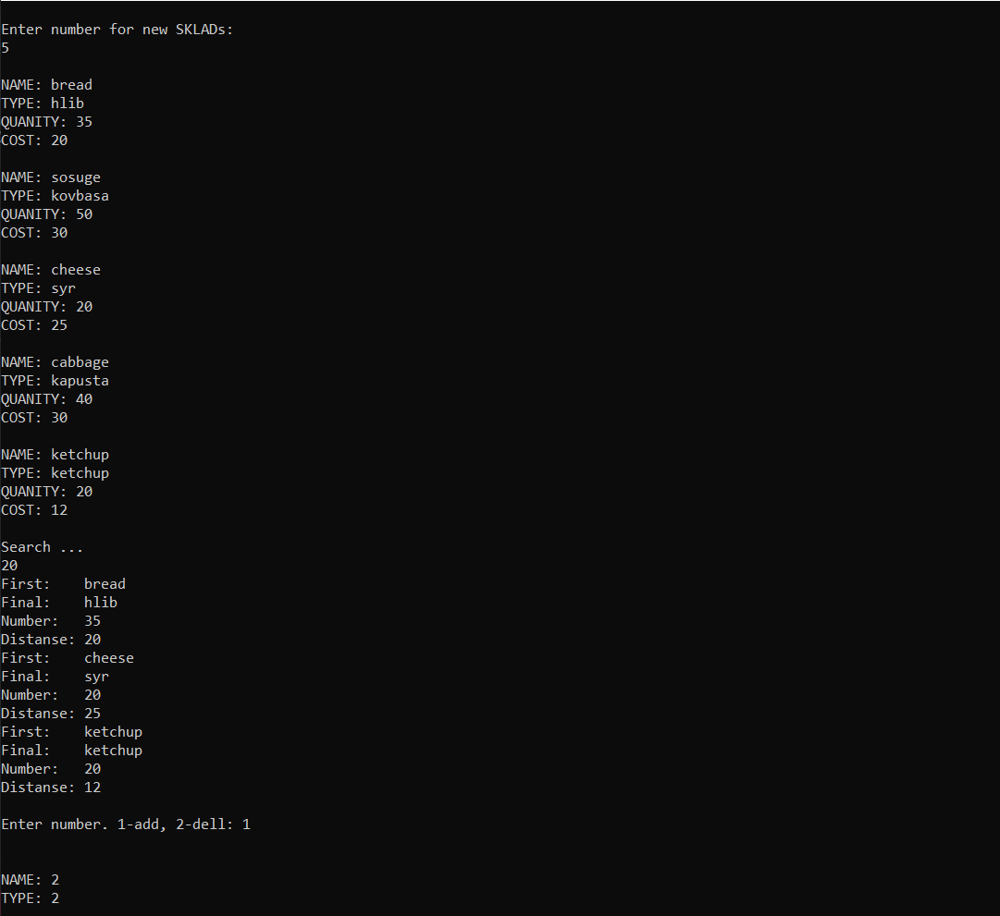 Enter number for new SKLADs:
5
NAME: bread
TYPE: hlib
QUANITY: 35
COST: 20
NAME: sosuge
TYPE: kovbasa
QUANITY: 50
COST: 30
NAME: cheese
TYPE: syr
QUANITY: 20
COST: 25
NAME: cabbage
TYPE: kapusta
QUANITY: 40
COST: 30
NAME: ketchup
TYPE: ketchup
QUANITY: 20
COST: 12
Search ...
20
First:    bread
Final:    hlib
Number:   35
Distanse: 20
First:    cheese
Final:    syr
Number:   20
Distanse: 25
First:    ketchup
Final:    ketchup
Number:   20
Distanse: 12
Enter number. 1-add, 2-dell: 1
NAME: 2
TYPE: 2